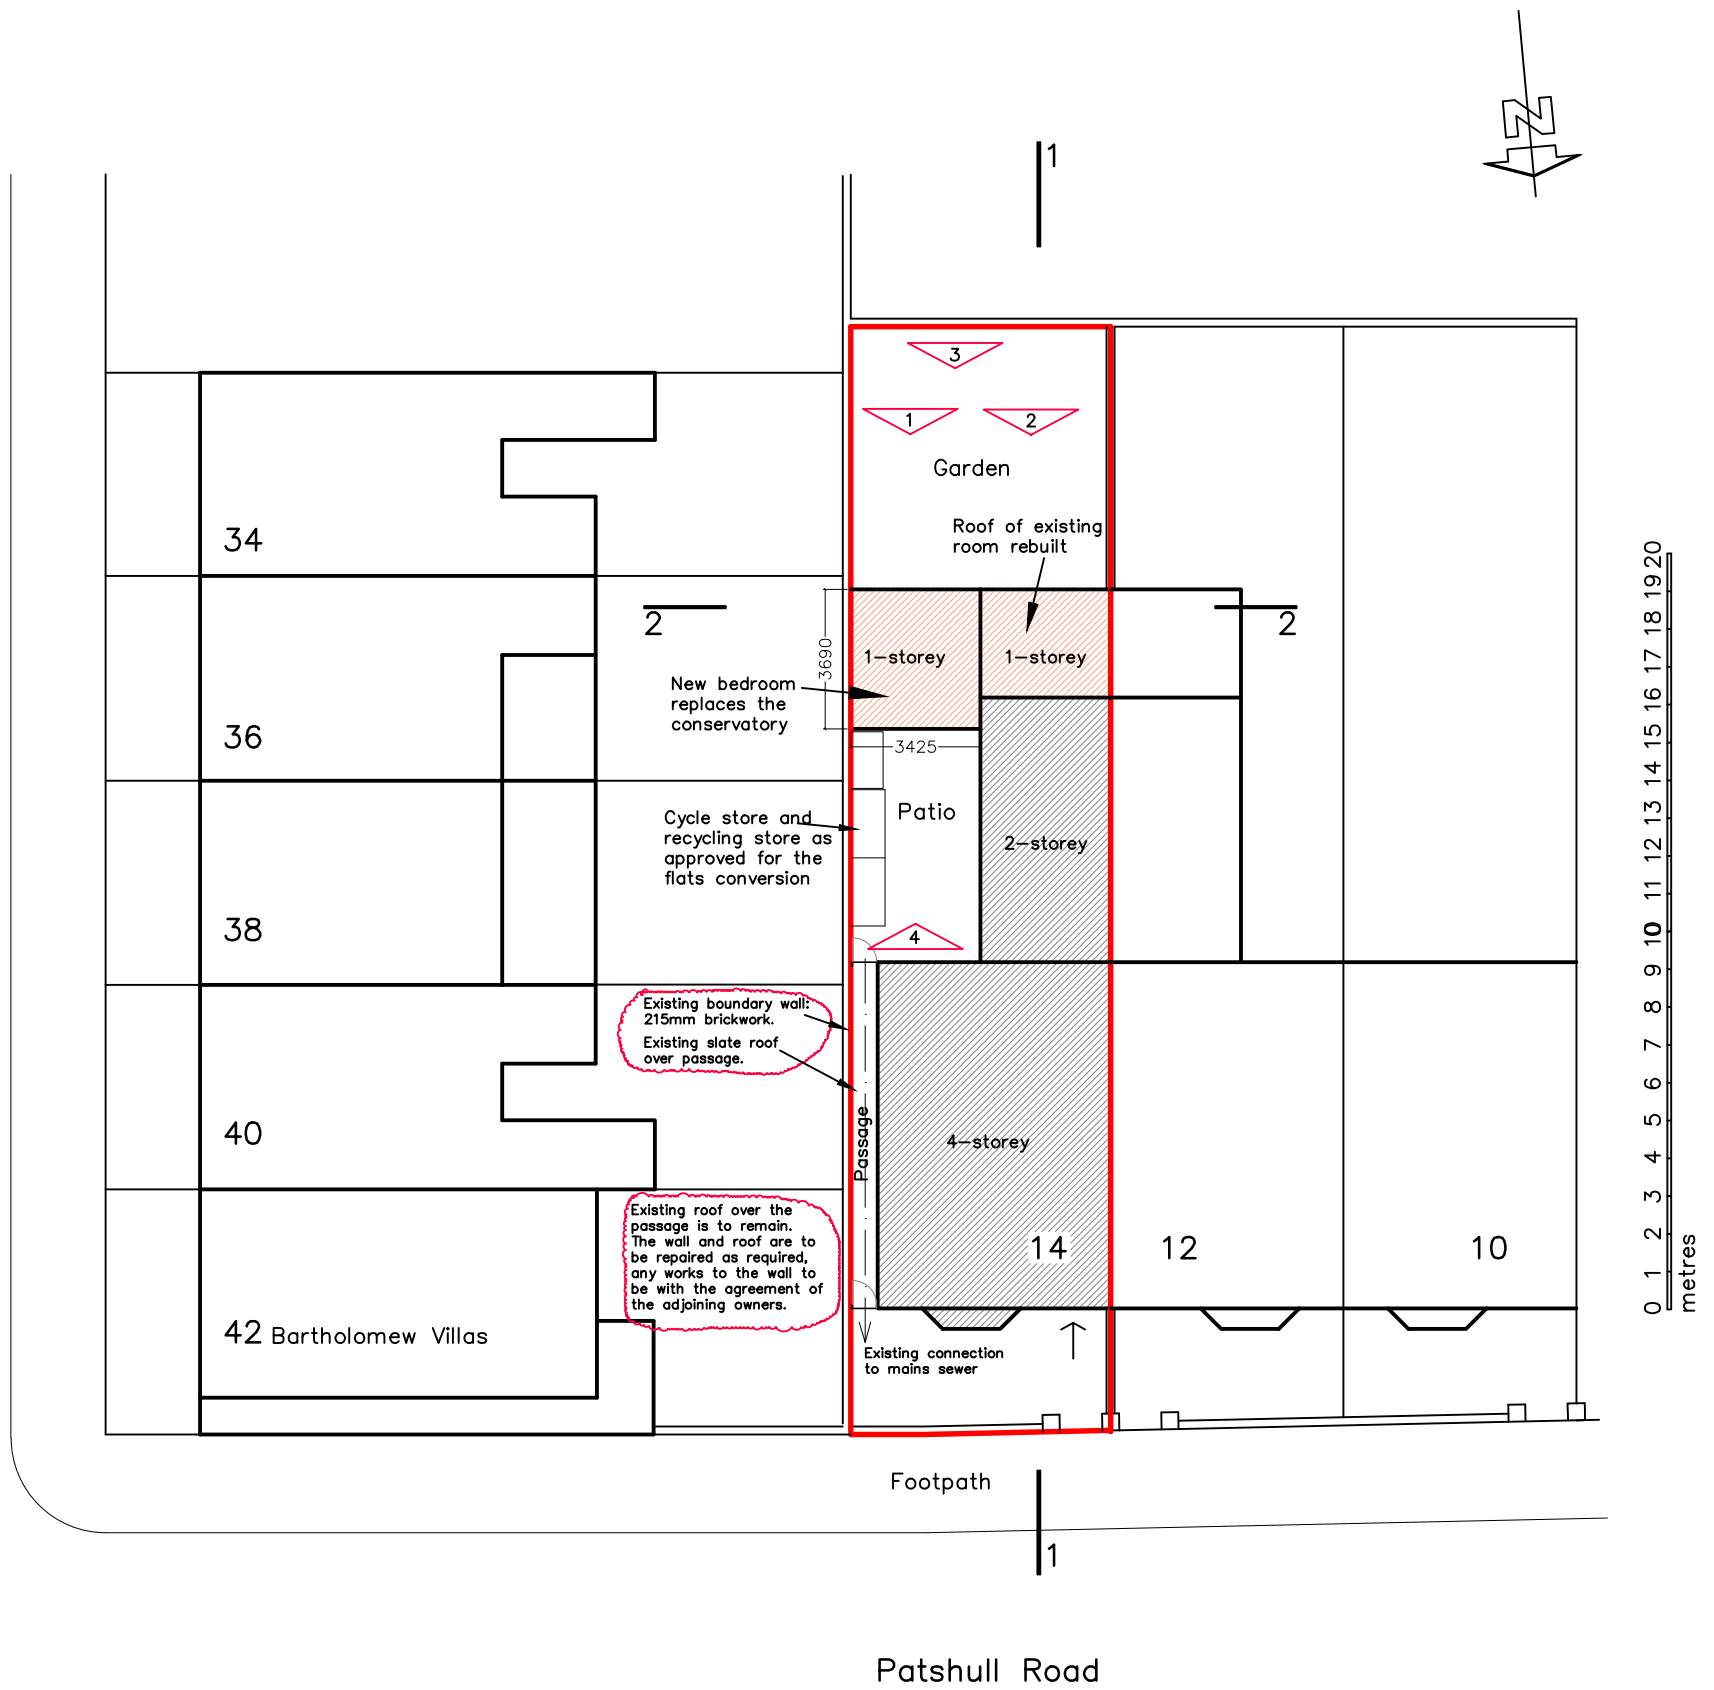 N
1
3
1
2
Garden
Roof of existing
room rebuilt
34
2
2
1-storey
1-storey
3690
New bedroom
replaces the
conservatory
36
3425
Patio
Cycle store and
recycling store as
approved for the
flats conversion
2-storey
38
4
Existing boundary wall:
215mm brickwork.
Existing slate roof
over passage.
Passage
40
4-storey
Existing roof over the
passage is to remain.
The wall and roof are to
be repaired as required,
any works to the wall to
be with the agreement of
the adjoining owners.
14
12
10
42 Bartholomew Villas
Existing connection
to mains sewer
0 1 2 3 4 5 6 7 8 9 10 11 12 13 14 15 16 17 18 19 20
metres
Footpath
1
Patshull Road